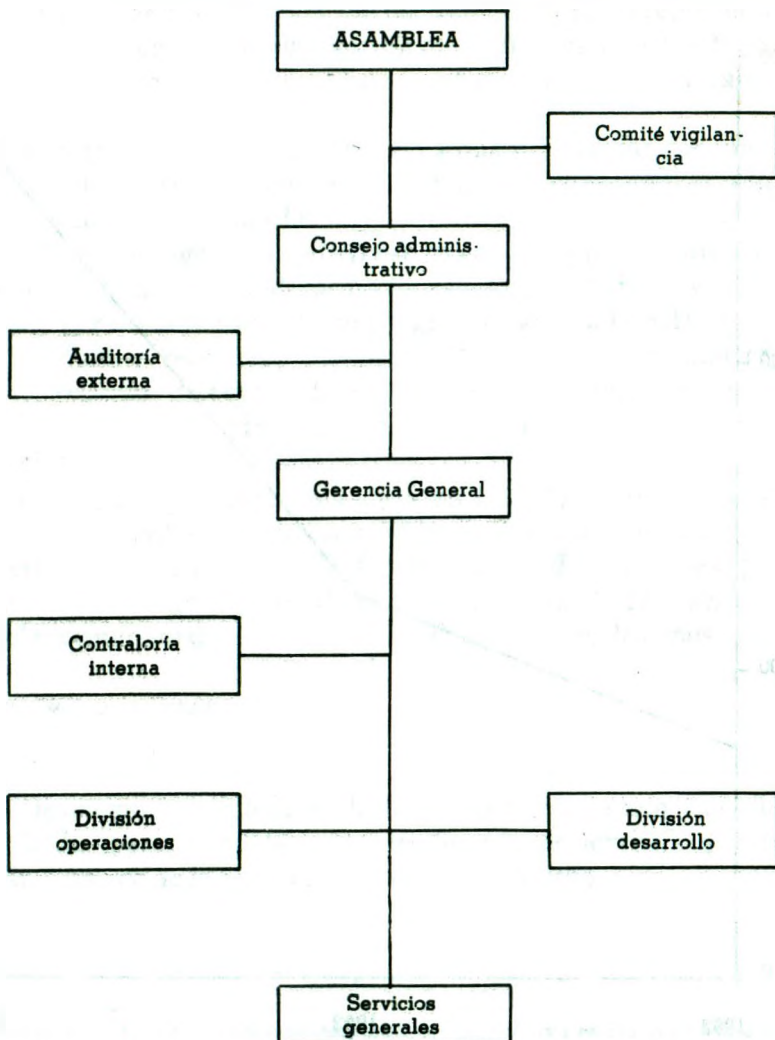 ASAMBLEA
Comité vigilan-
cia
Consejo adminis-
trativo
Auditoría
externa
Gerencia General
Contraloría
interna
División
operaciones
División
desarrollo
Servicios
generales